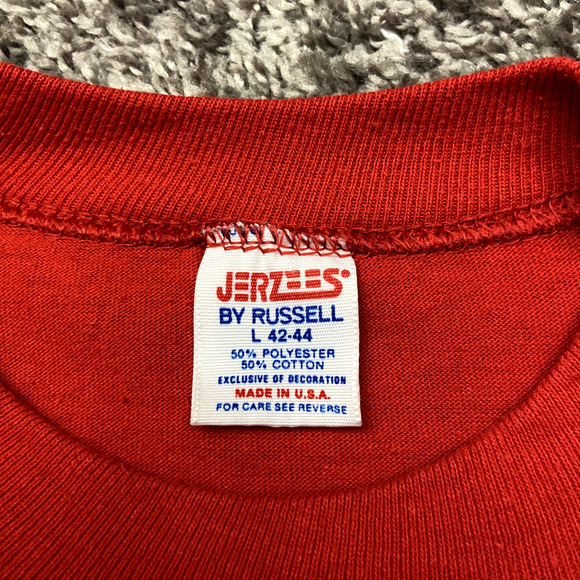 JERZEES
BY RUSSELL
L 42-44
50% POLYESTER
50% COTTON
EXCLUSIVE OF DECORATION
MADE IN U.S.A.
FOR CARE SEE REVERSE